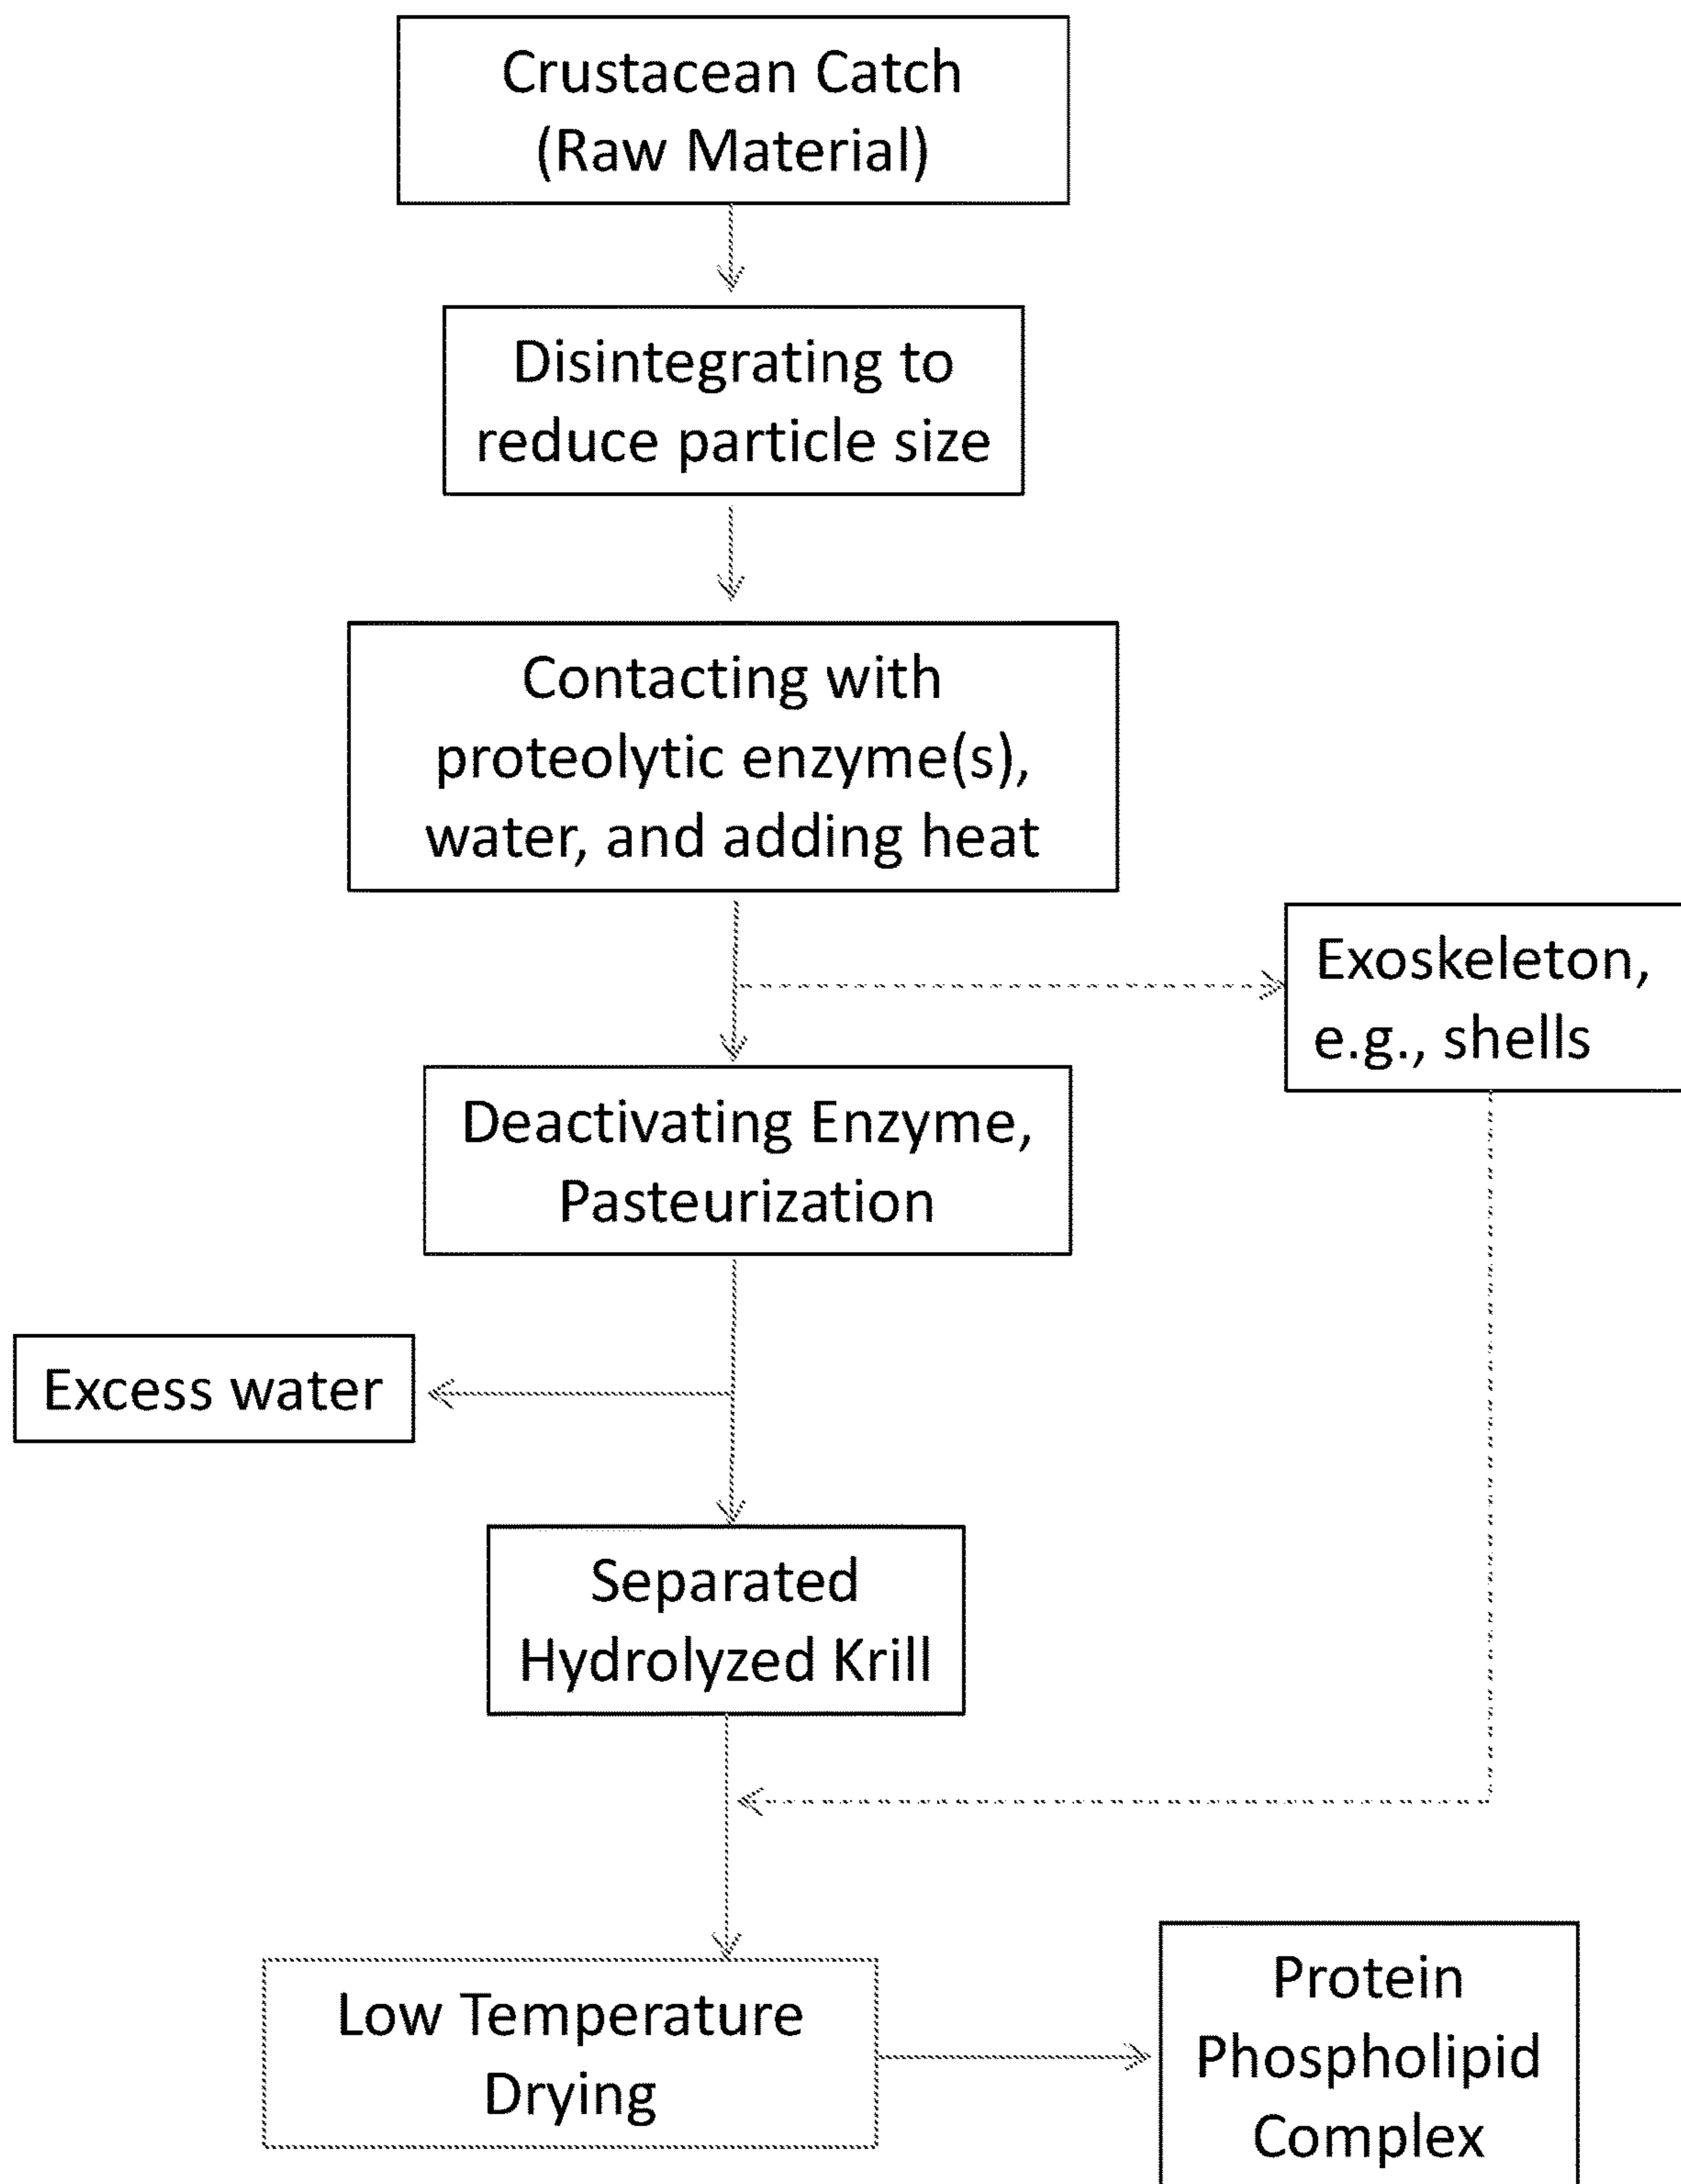 Crustacean Catch
(Raw Material)
Disintegrating to
reduce particle size
Contacting with
proteolytic enzyme(s),
water, and adding heat
Exoskeleton,
e.g., shells
Deactivating Enzyme,
Pasteurization
Excess water
Separated
Hydrolyzed Krill
Low Temperature
Drying
Protein
Phospholipid
Complex